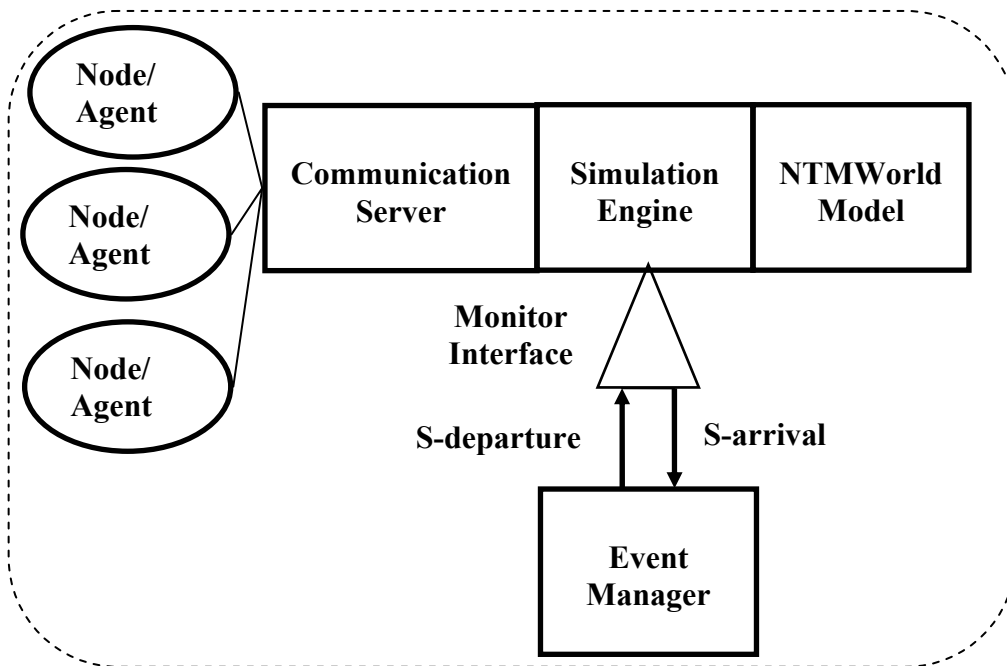 Node/
Agent
Node/
Agent
Node/
Agent
Communication
Server
Simulation
Engine
NTMWorld
Model
Monitor
Interface
S-departure
S-arrival
Event
Manager